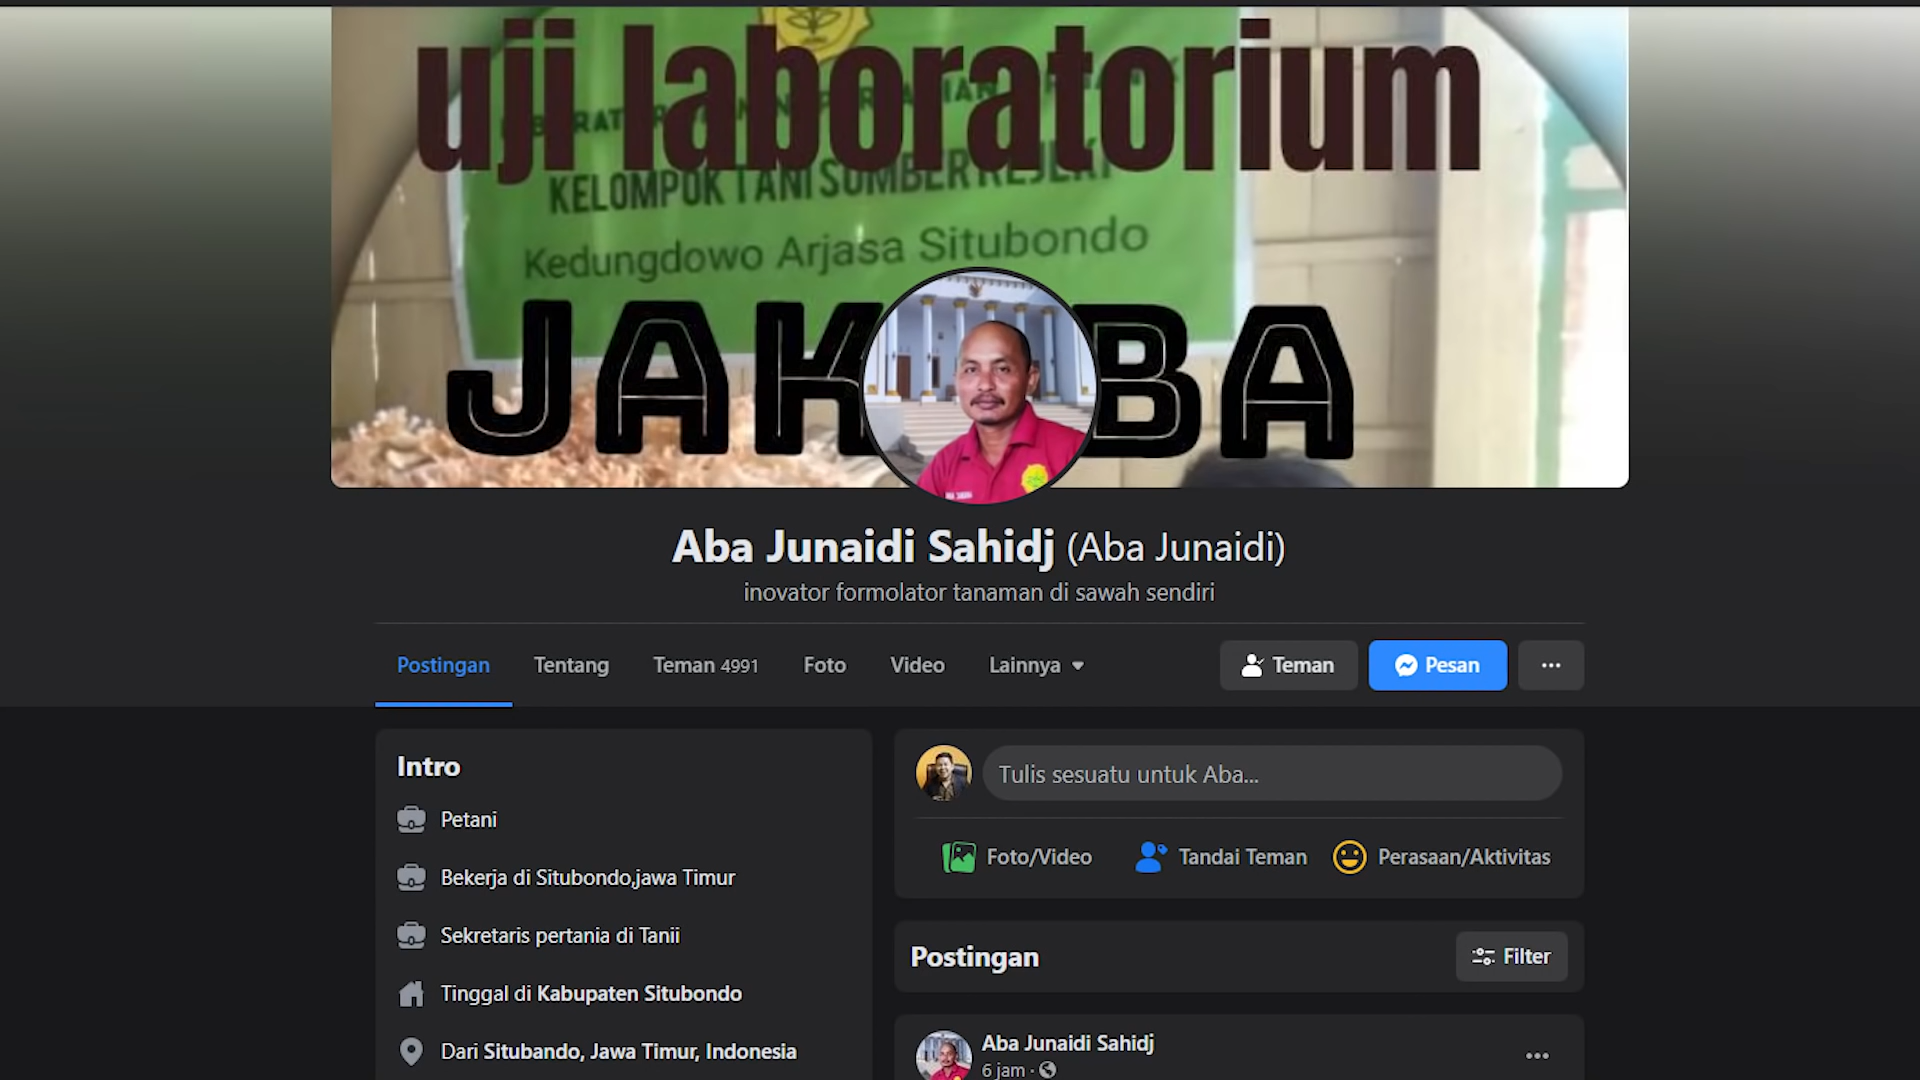 uji laboratorium
KELOMPOK TANI SUMBER REJEKI
Kedungdowo Arjasa Situbondo
JAK BA
Aba Junaidi Sahidj (Aba Junaidi)
inovator formolator tanaman di sawah sendiri
Postingan Tentang Teman 4991 Foto Video Lainnya Teman Pesan
Intro
Petani
Bekerja di Situbondo,jawa Timur
Sekretaris pertania di Tanii
Tinggal di Kabupaten Situbondo
Dari Situbando, Jawa Timur, Indonesia
Tulis sesuatu untuk Aba...
Foto/Video Tandai Teman Perasaan/Aktivitas
Postingan Filter
Aba Junaidi Sahidj
6 jam ·